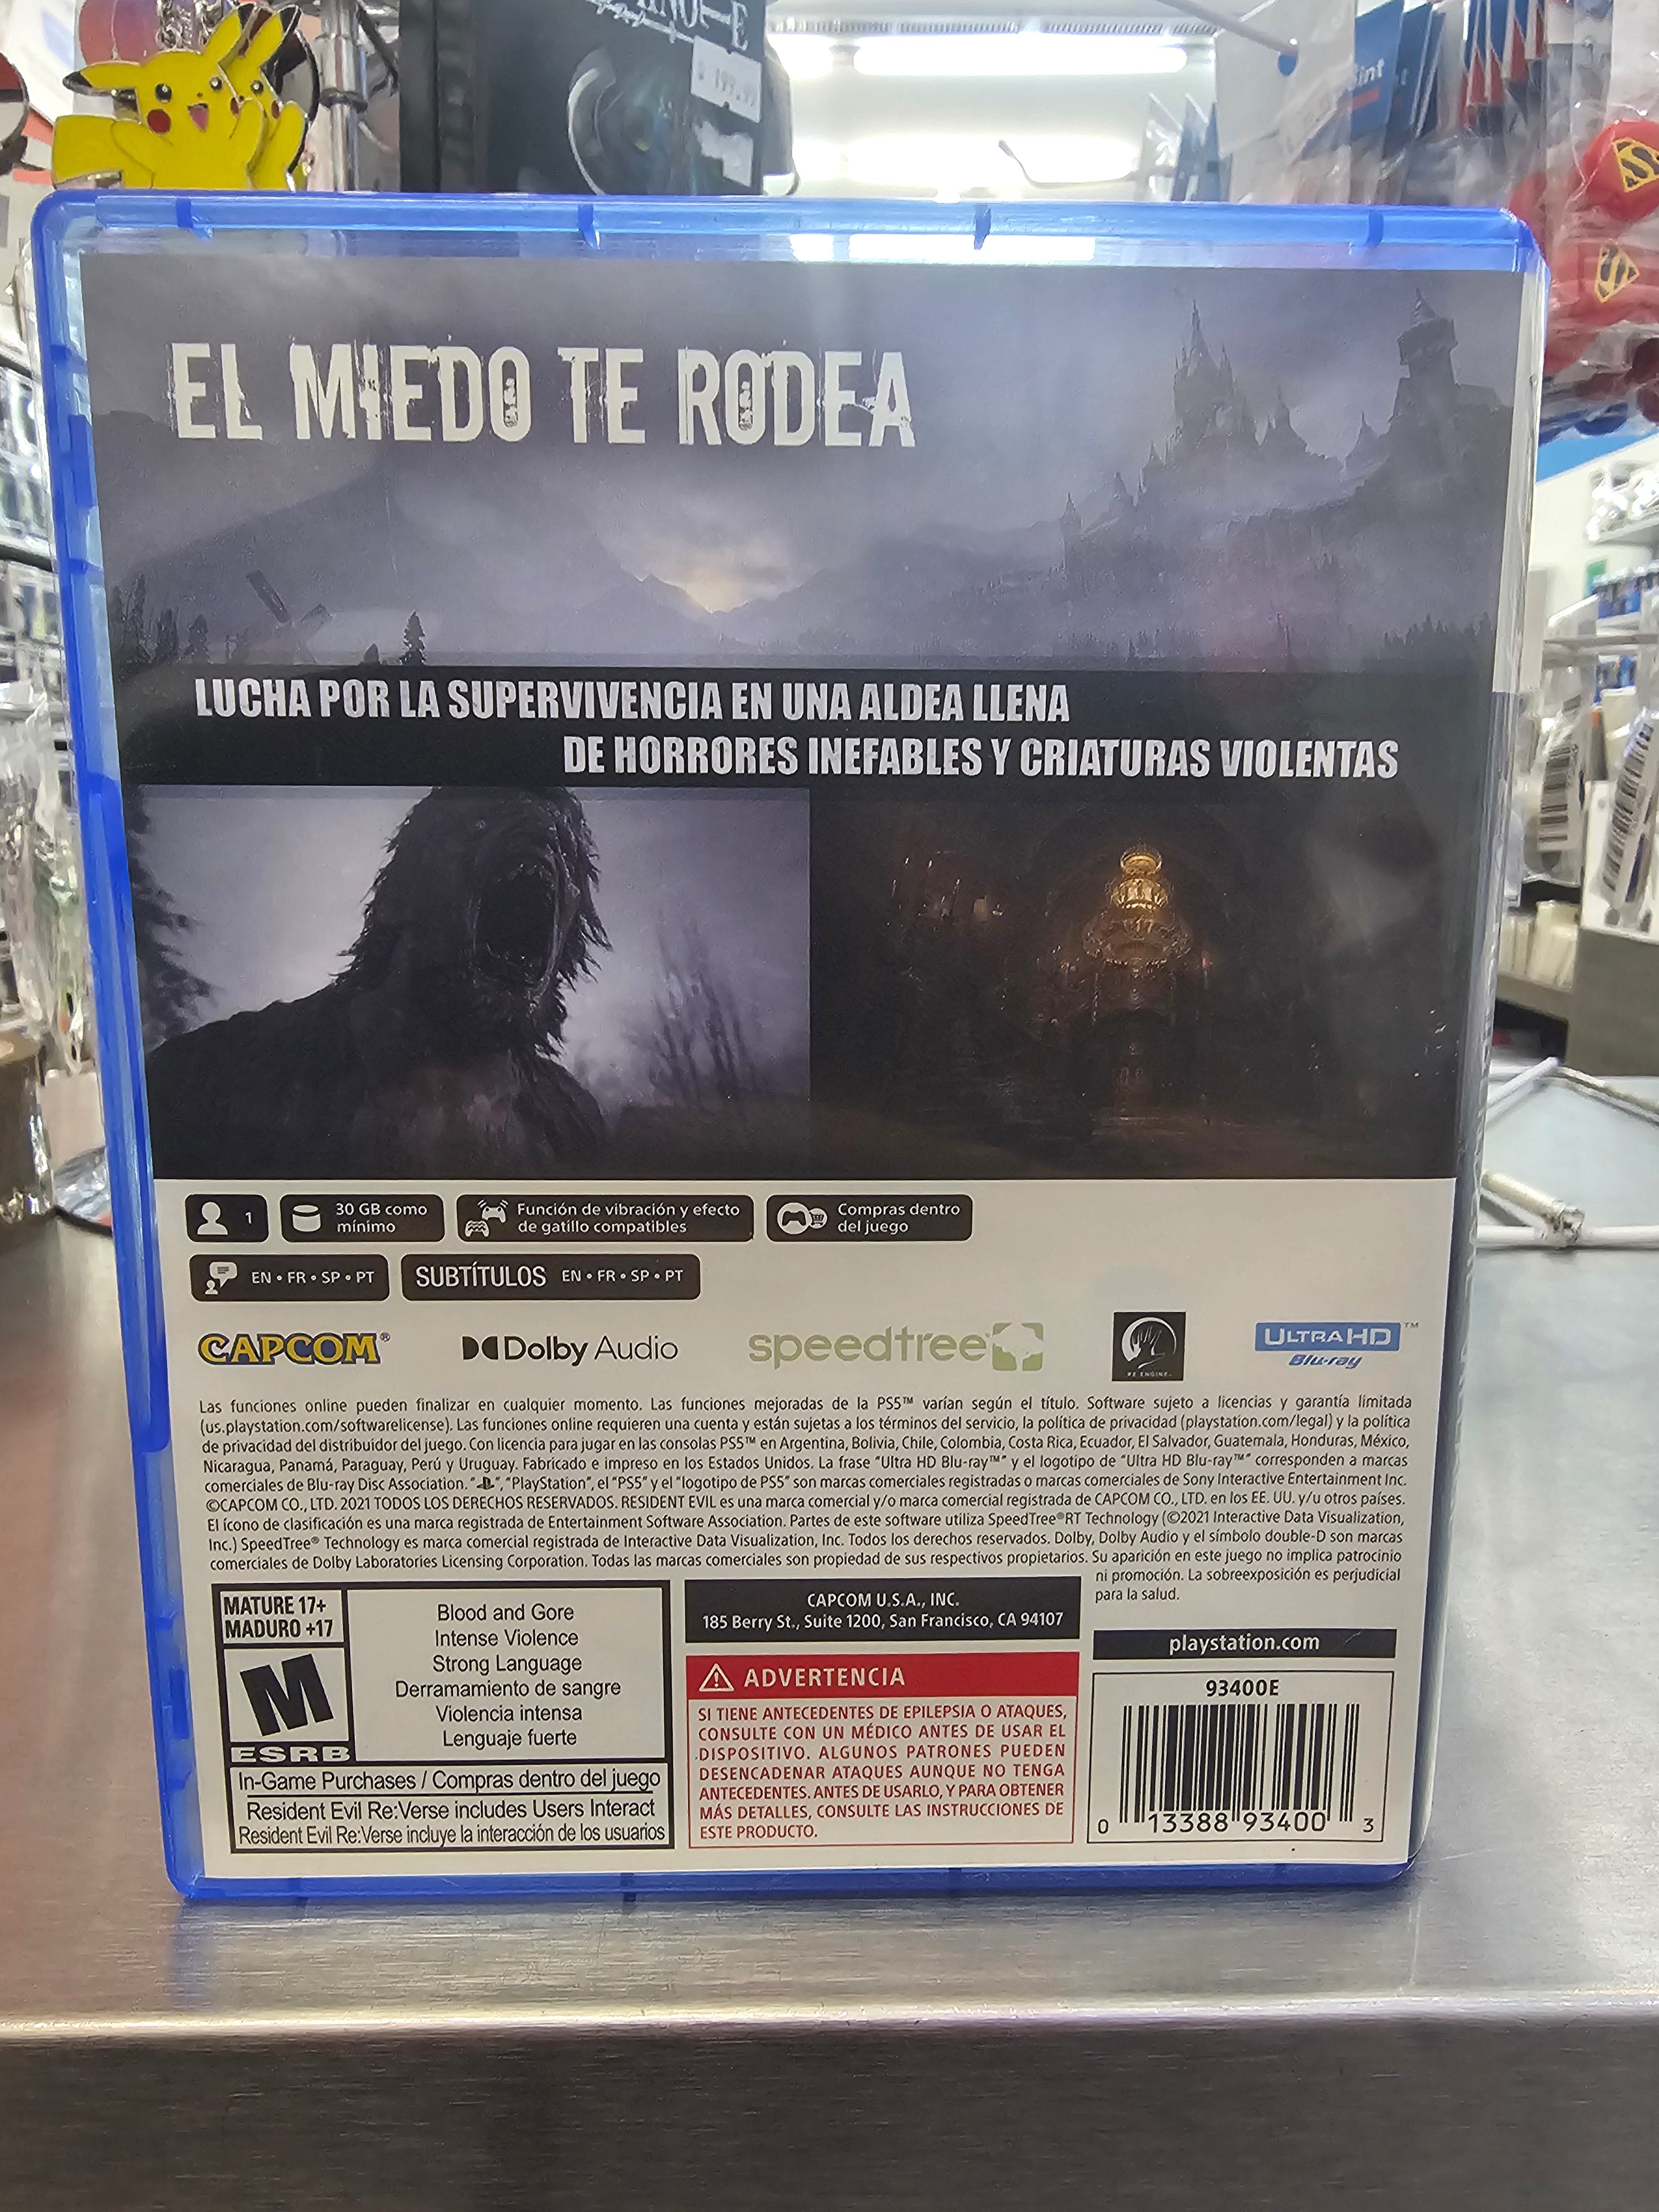 EL MIEDO TE RODEA
LUCHA POR LA SUPERVIVENCIA EN UNA ALDEA LLENA
DE HORRORES INEFABLES Y CRIATURAS VIOLENTAS
1
30 GB como
mínimo
Función de vibración y efecto
de gatillo compatibles
Compras dentro
del juego
EN • FR • SP • PT
SUBTÍTULOS EN • FR • SP • PT
CAPCOM®
Dolby Audio
speedtree®
RE ENGINE
ULTRA HD™
Blu-ray
Las funciones online pueden finalizar en cualquier momento. Las funciones mejoradas de la PS5™ varían según el título. Software sujeto a licencias y garantía limitada
(us.playstation.com/softwarelicense). Las funciones online requieren una cuenta y están sujetas a los términos del servicio, la política de privacidad (playstation.com/legal) y la política
de privacidad del distribuidor del juego. Con licencia para jugar en las consolas PS5™ en Argentina, Bolivia, Chile, Colombia, Costa Rica, Ecuador, El Salvador, Guatemala, Honduras, México,
Nicaragua, Panamá, Paraguay, Perú y Uruguay. Fabricado e impreso en los Estados Unidos. La frase "Ultra HD Blu-ray™" y el logotipo de "Ultra HD Blu-ray™" corresponden a marcas
comerciales de Blu-ray Disc Association. " ", "PlayStation", el "PS5" y el "logotipo de PS5" son marcas comerciales registradas o marcas comerciales de Sony Interactive Entertainment Inc.
©CAPCOM CO., LTD. 2021 TODOS LOS DERECHOS RESERVADOS. RESIDENT EVIL es una marca comercial y/o marca comercial registrada de CAPCOM CO., LTD. en los EE. UU. y/u otros países.
El ícono de clasificación es una marca registrada de Entertainment Software Association. Partes de este software utiliza SpeedTree®RT Technology (©2021 Interactive Data Visualization,
Inc.) SpeedTree® Technology es marca comercial registrada de Interactive Data Visualization, Inc. Todos los derechos reservados. Dolby, Dolby Audio y el símbolo double-D son marcas
comerciales de Dolby Laboratories Licensing Corporation. Todas las marcas comerciales son propiedad de sus respectivos propietarios. Su aparición en este juego no implica patrocinio
ni promoción. La sobreexposición es perjudicial
para la salud.
MATURE 17+
MADURO +17
M
ESRB
Blood and Gore
Intense Violence
Strong Language
Derramamiento de sangre
Violencia intensa
Lenguaje fuerte
In-Game Purchases / Compras dentro del juego
Resident Evil Re:Verse includes Users Interact
Resident Evil Re:Verse incluye la interacción de los usuarios
CAPCOM U.S.A., INC.
185 Berry St., Suite 1200, San Francisco, CA 94107
ADVERTENCIA
SI TIENE ANTECEDENTES DE EPILEPSIA O ATAQUES,
CONSULTE CON UN MÉDICO ANTES DE USAR EL
DISPOSITIVO. ALGUNOS PATRONES PUEDEN
DESENCADENAR ATAQUES AUNQUE NO TENGA
ANTECEDENTES. ANTES DE USARLO, Y PARA OBTENER
MÁS DETALLES, CONSULTE LAS INSTRUCCIONES DE
ESTE PRODUCTO.
playstation.com
93400E
0 13388 93400 3